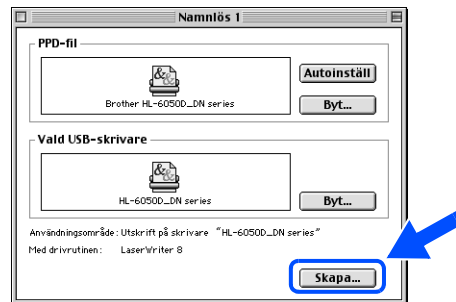 Namnlös 1
PPD-fil
Autoinställ
Brother HL-6050D_DN series
Byt...
Vald USB-skrivare
HL-6050D_DN series
Byt...
Användningsområde: Utskrift på skrivare "HL-6050D_DN series"
Med drivrutinen: LaserWriter 8
Skapa...